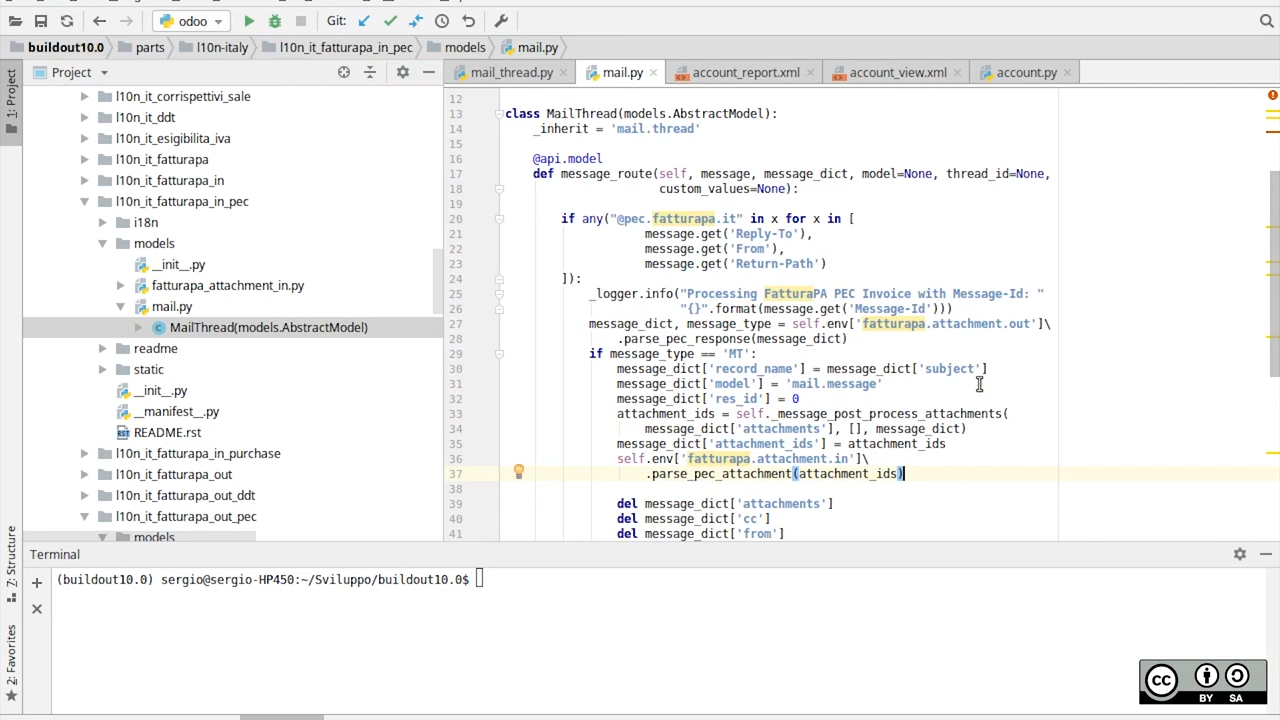 odoo
Git:
buildout10.0
parts
l10n-italy
l10n_it_fatturapa_in_pec
models
mail.py
1: Project
Project
mail_thread.py
mail.py
account_report.xml
account_view.xml
account.py
l10n_it_corrispettivi_sale
l10n_it_ddt
l10n_it_esigibilita_iva
l10n_it_fatturapa
l10n_it_fatturapa_in
l10n_it_fatturapa_in_pec
i18n
models
__init__.py
fatturapa_attachment_in.py
mail.py
MailThread(models.AbstractModel)
readme
static
__init__.py
__manifest__.py
README.rst
l10n_it_fatturapa_in_purchase
l10n_it_fatturapa_out
l10n_it_fatturapa_out_ddt
l10n_it_fatturapa_out_pec
models
12
13 class MailThread(models.AbstractModel):
14 _inherit = 'mail.thread'
15
16 @api.model
17 def message_route(self, message, message_dict, model=None, thread_id=None,
18 custom_values=None):
19
20 if any("@pec.fatturapa.it" in x for x in [
21 message.get('Reply-To'),
22 message.get('From'),
23 message.get('Return-Path')
24 ]):
25 _logger.info("Processing FatturaPA PEC Invoice with Message-Id: "
26 "{}".format(message.get('Message-Id')))
27 message_dict, message_type = self.env['fatturapa.attachment.out']\
28 .parse_pec_response(message_dict)
29 if message_type == 'MT':
30 message_dict['record_name'] = message_dict['subject']
31 message_dict['model'] = 'mail.message'
32 message_dict['res_id'] = 0
33 attachment_ids = self._message_post_process_attachments(
34 message_dict['attachments'], [], message_dict)
35 message_dict['attachment_ids'] = attachment_ids
36 self.env['fatturapa.attachment.in']\
37 .parse_pec_attachment(attachment_ids)
38
39 del message_dict['attachments']
40 del message_dict['cc']
41 del message_dict['from']
7: Structure
2: Favorites
Terminal
(buildout10.0) sergio@sergio-HP450:~/Sviluppo/buildout10.0$
cc
BY SA